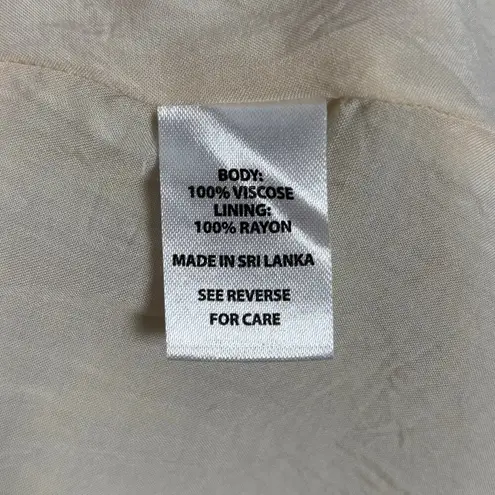 BODY:
100% VISCOSE
LINING:
100% RAYON
MADE IN SRI LANKA
SEE REVERSE
FOR CARE